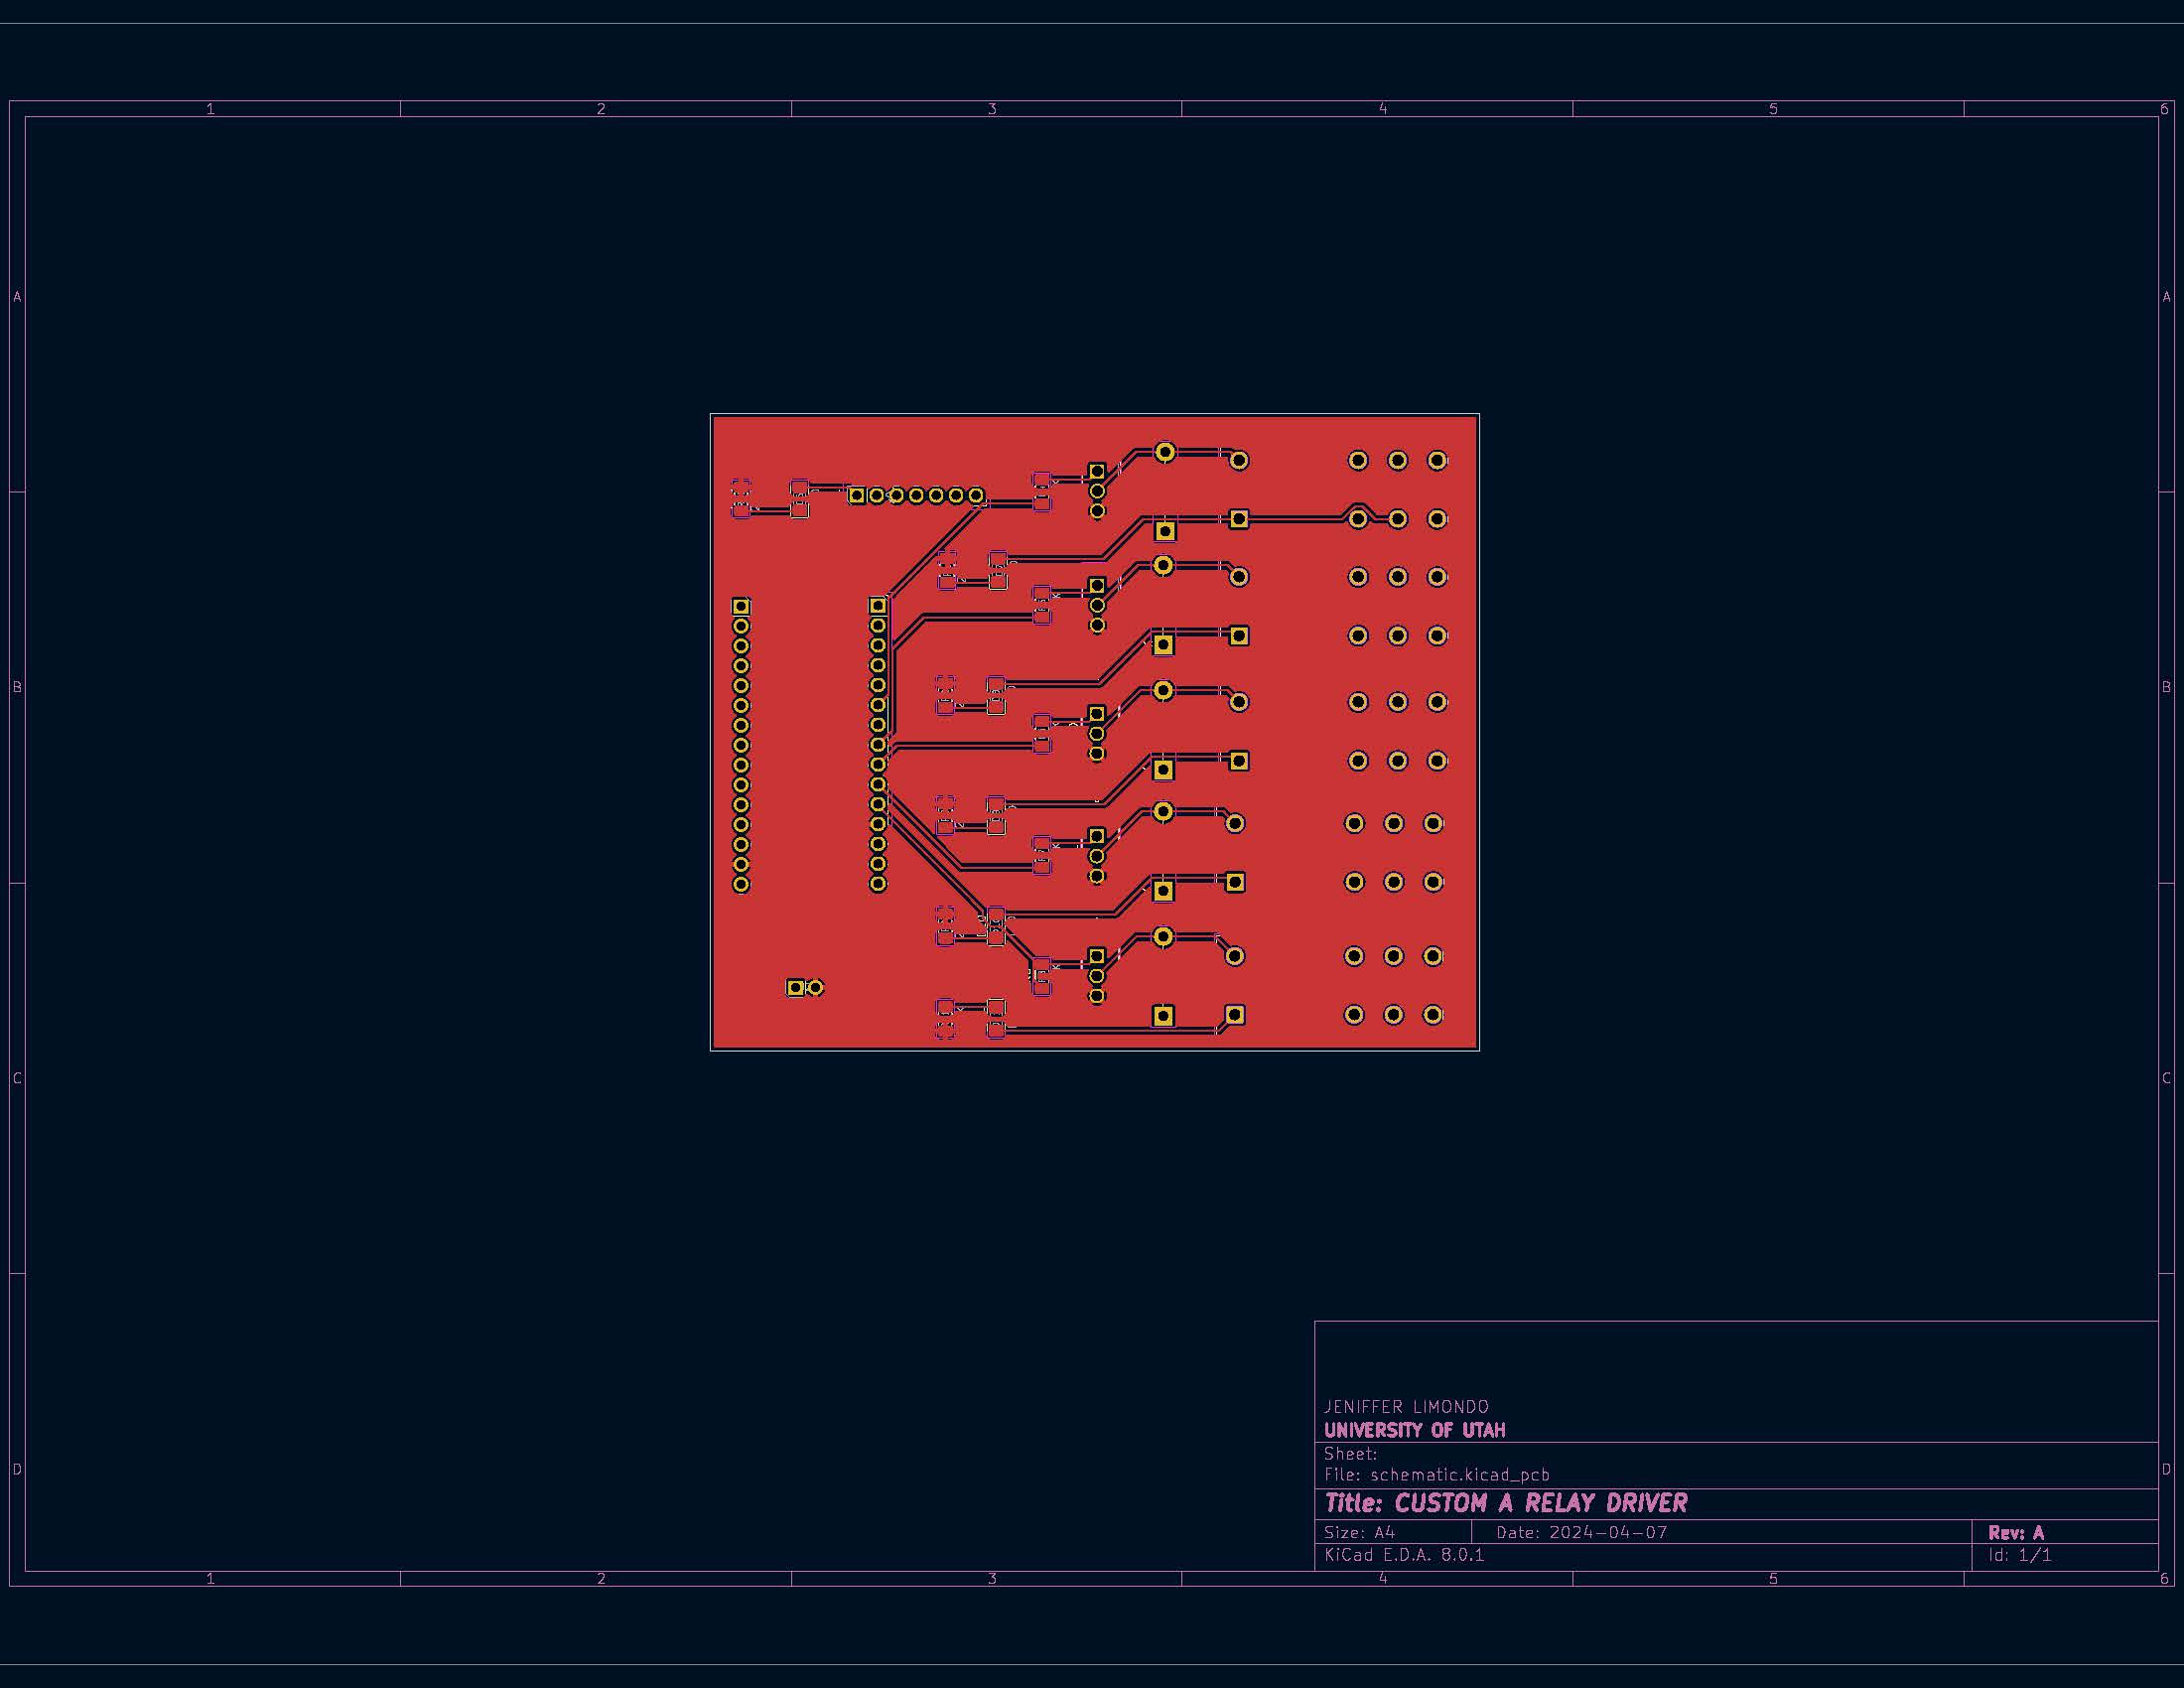 1 2 3 4 5 6
A A
B B
C C
D D
JENIFFER LIMONDO
UNIVERSITY OF UTAH
Sheet:
File: schematic.kicad_pcb
Title: CUSTOM A RELAY DRIVER
Size: A4 Date: 2024-04-07 Rev: A
KiCad E.D.A. 8.0.1 Id: 1/1
1 2 3 4 5 6